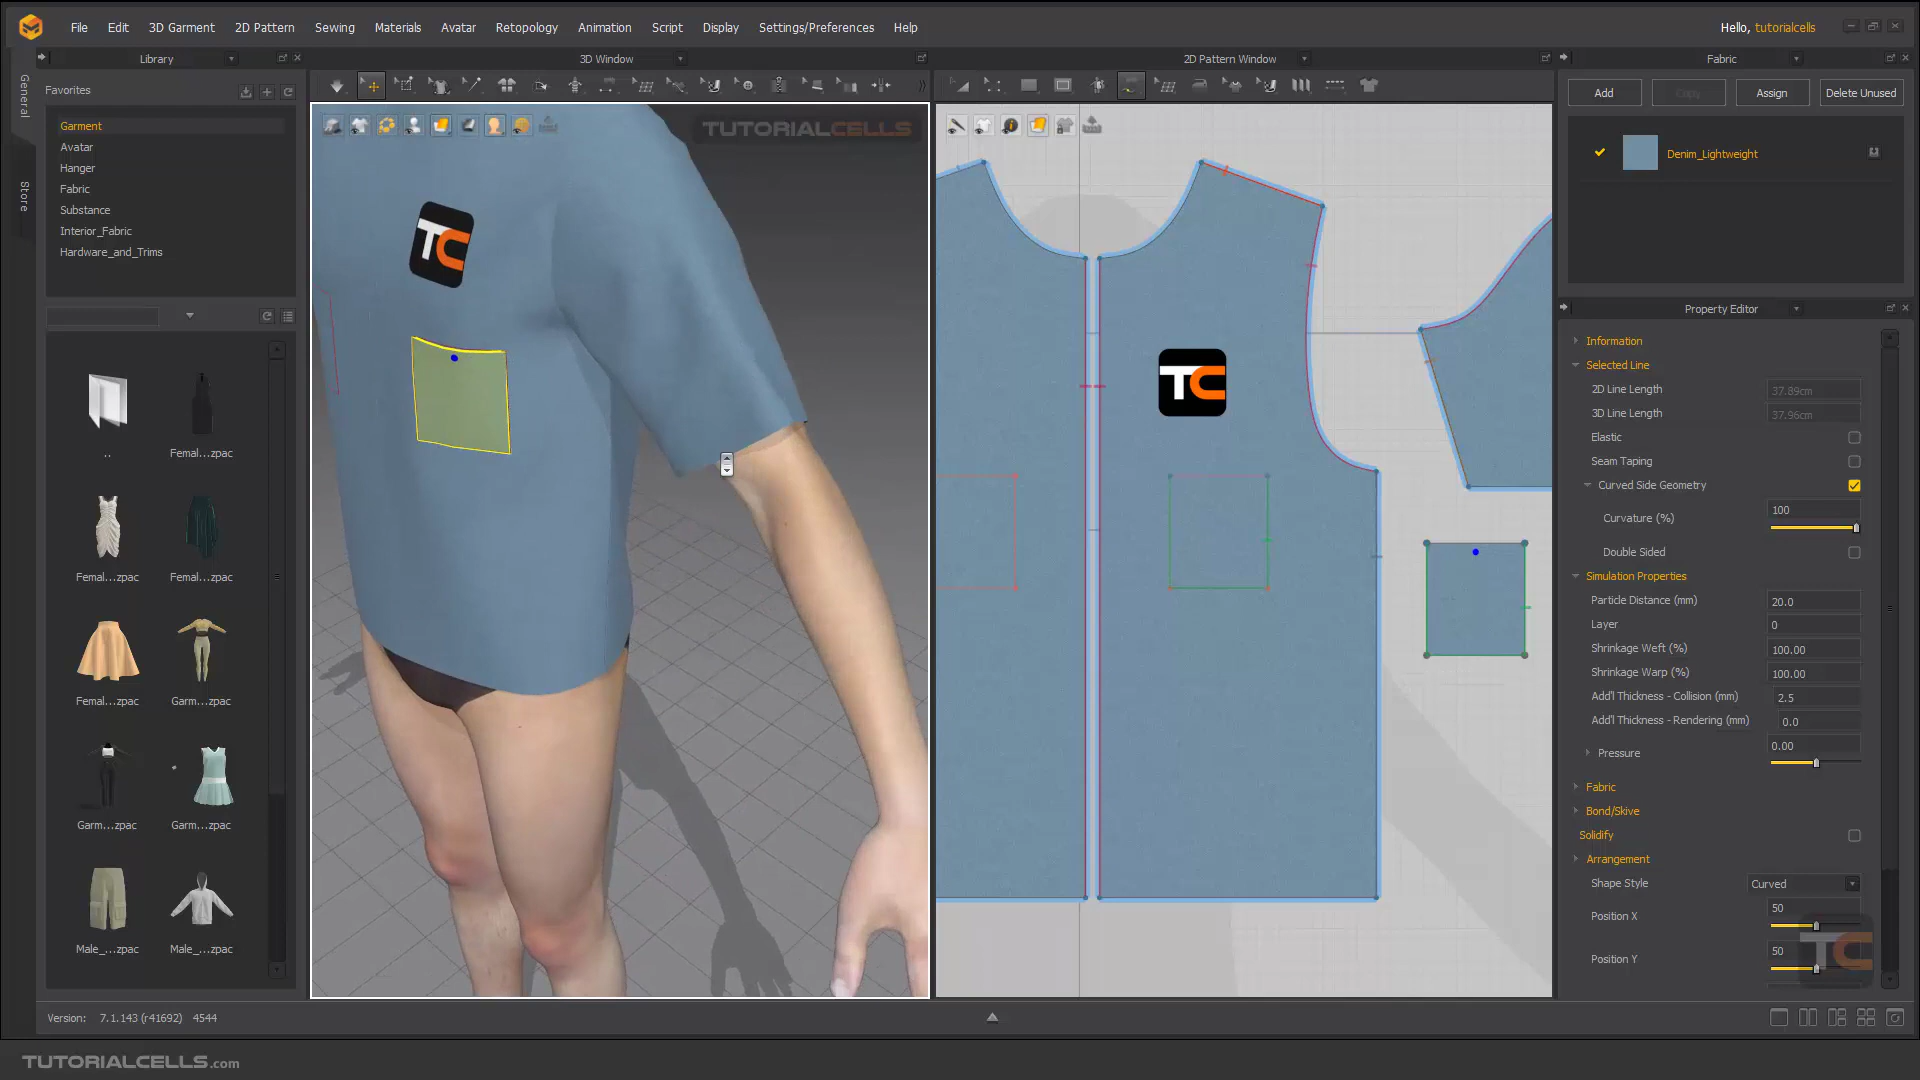 File Edit 3D Garment 2D Pattern Sewing Materials Avatar Retopology Animation Script Display Settings/Preferences Help
Hello, tutorialcells
Library
3D Window
2D Pattern Window
Fabric
General
Store
Favorites
Garment
Avatar
Hanger
Fabric
Substance
Interior_Fabric
Hardware_and_Trims
..
Femal...zpac
Femal...zpac
Femal...zpac
Femal...zpac
Garm...zpac
Garm...zpac
Garm...zpac
Male_...zpac
Male_...zpac
TUTORIALCELLS
TC
TC
Add
Copy
Assign
Delete Unused
Denim_Lightweight
Property Editor
Information
Selected Line
2D Line Length 37.89cm
3D Line Length 37.96cm
Elastic
Seam Taping
Curved Side Geometry
Curvature (%) 100
Double Sided
Simulation Properties
Particle Distance (mm) 20.0
Layer 0
Shrinkage Weft (%) 100.00
Shrinkage Warp (%) 100.00
Add'l Thickness - Collision (mm) 2.5
Add'l Thickness - Rendering (mm) 0.0
Pressure 0.00
Fabric
Bond/Skive
Solidify
Arrangement
Shape Style Curved
Position X 50
Position Y 50
TC
Version: 7.1.143 (r41692) 4544
TUTORIALCELLS.com